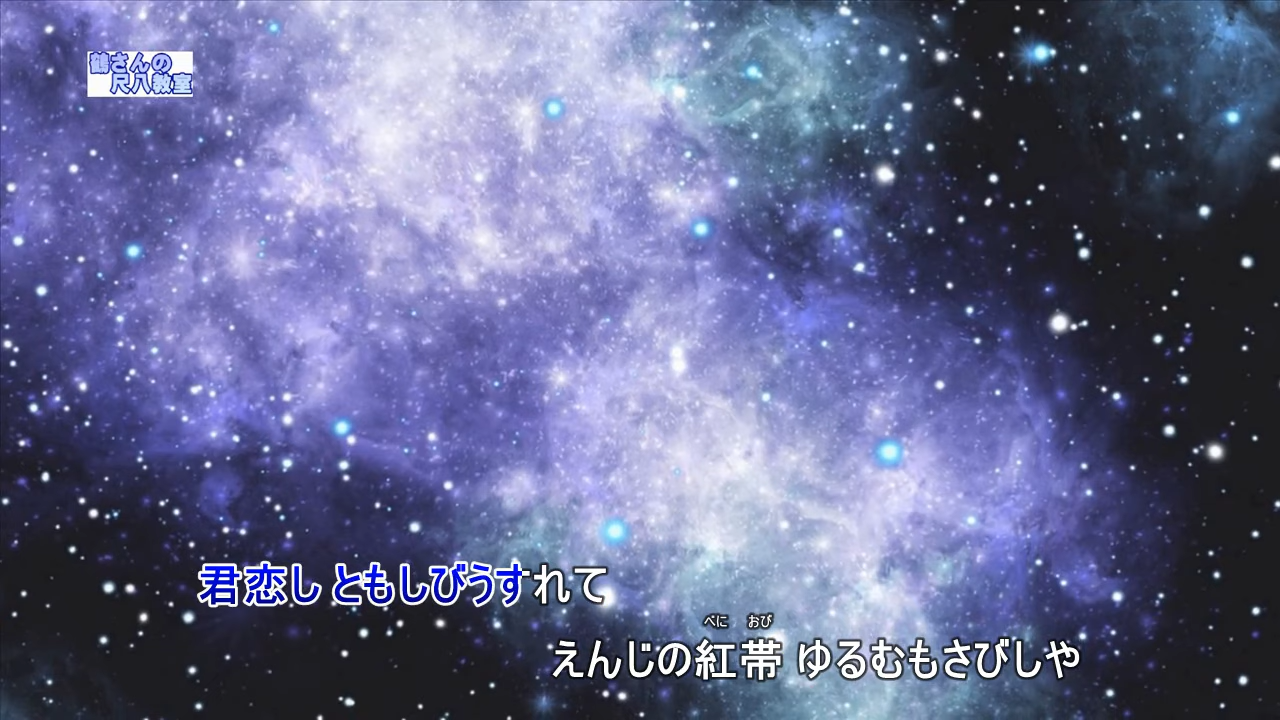 鶴さんの
尺八教室
君恋し ともしびうすれて
べに おび
えんじの紅帯 ゆるむもさびしや